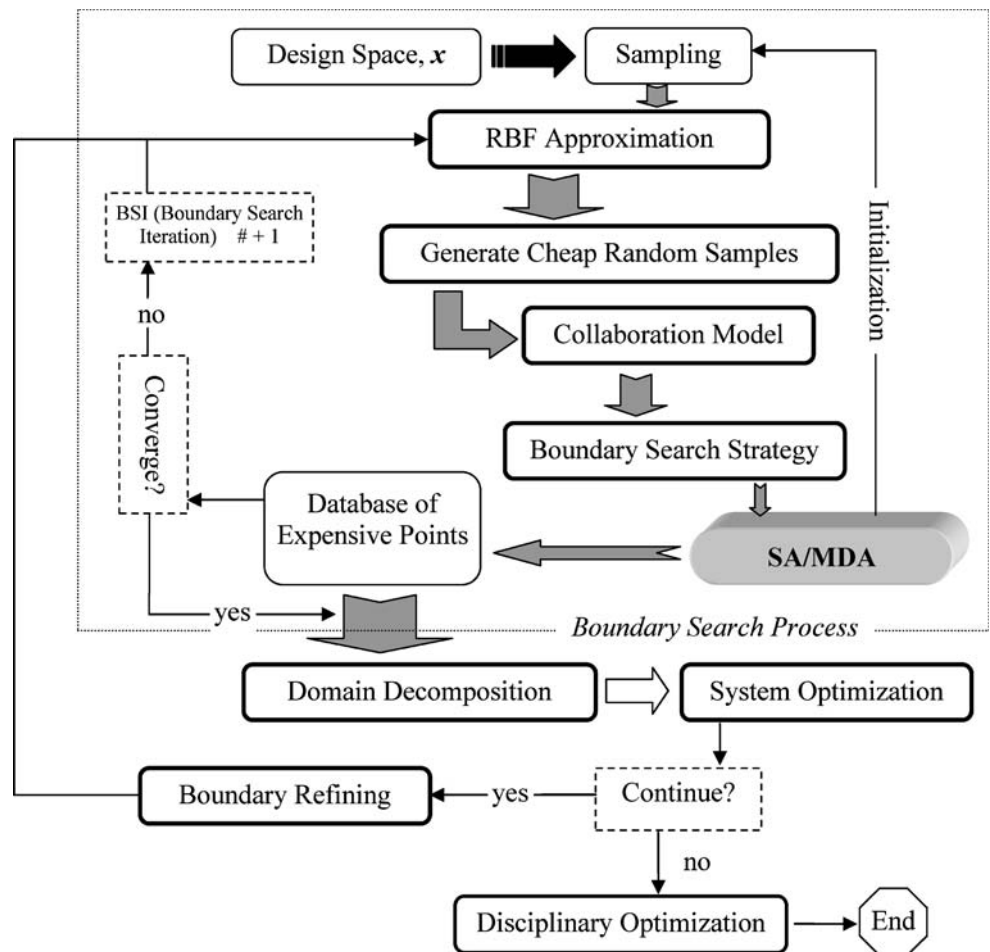 Design Space, x
Sampling
RBF Approximation
BSI (Boundary Search
Iteration) # + 1
Generate Cheap Random Samples
Initialization
no
Collaboration Model
Converge?
Boundary Search Strategy
Database of
Expensive Points
SA/MDA
yes
Boundary Search Process
Domain Decomposition
System Optimization
Boundary Refining
yes
Continue?
no
Disciplinary Optimization
End